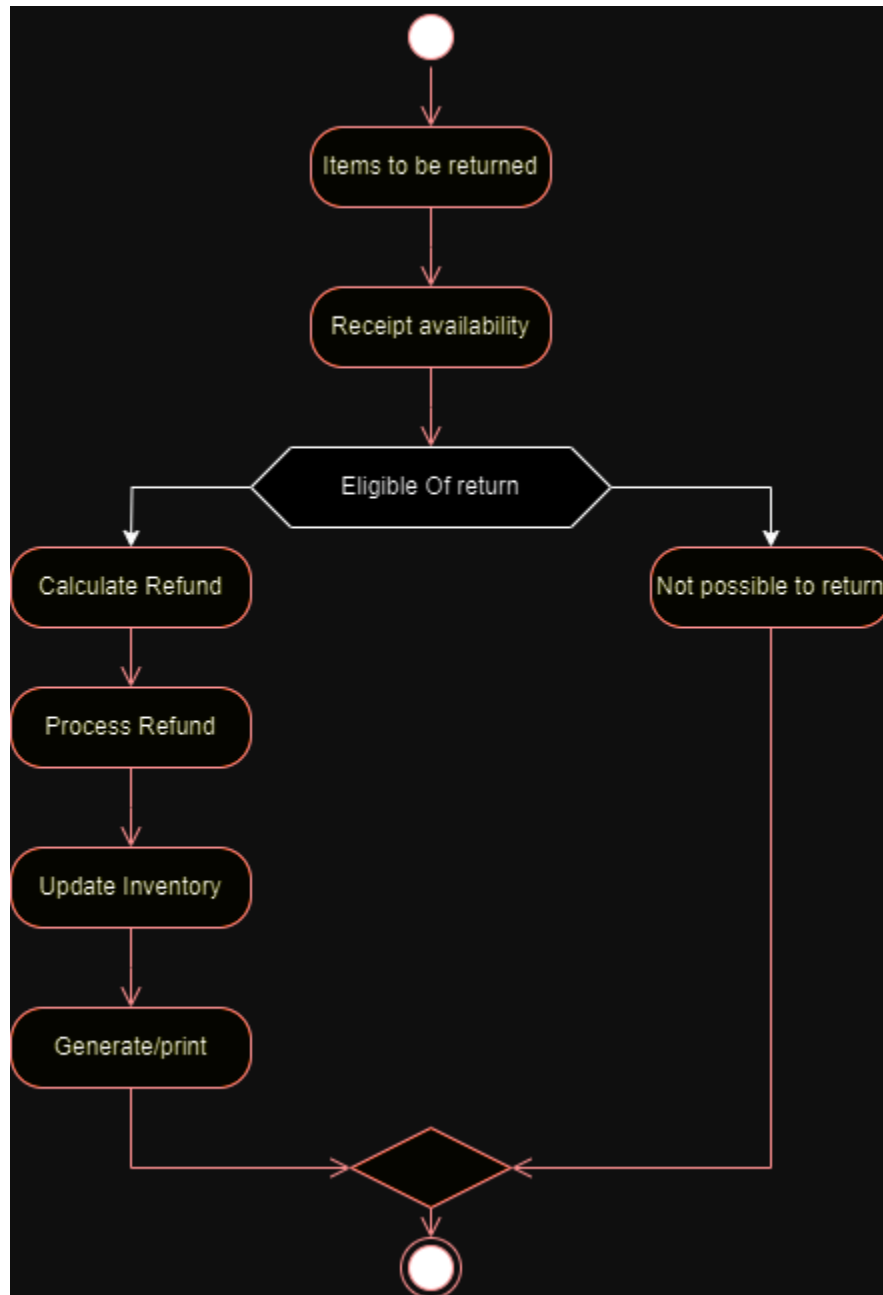 Items to be returned
Receipt availability
Eligible Of return
Calculate Refund
Not possible to return
Process Refund
Update Inventory
Generate/print